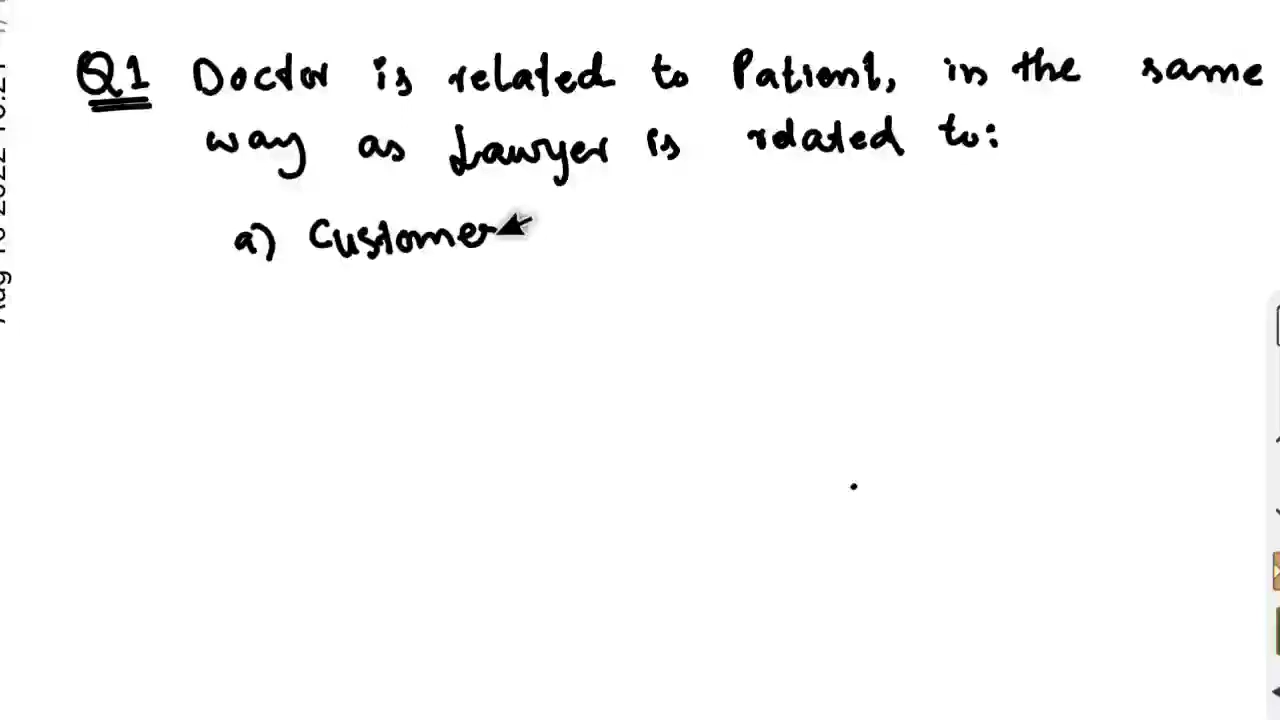 Q1 Doctor is related to Patient, in the same
way as Lawyer is related to:
a) Customer